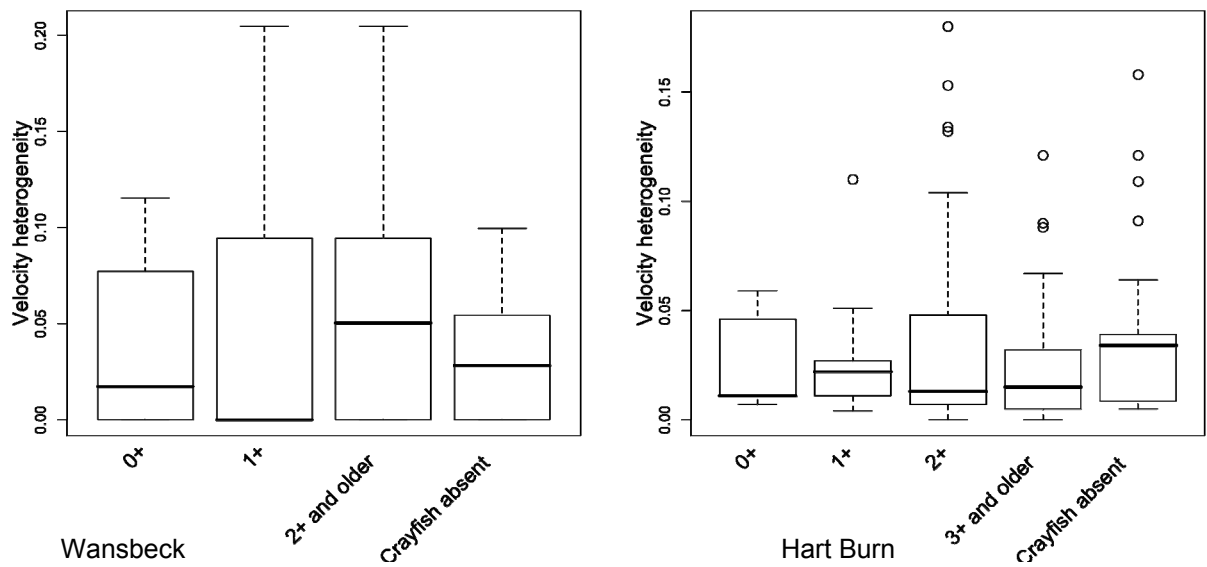 Velocity heterogeneity
0.00
0.05
0.10
0.15
0.20
0+
1+
2+ and older
Crayfish absent
Wansbeck
Velocity heterogeneity
0.00
0.05
0.10
0.15
0+
1+
2+
3+ and older
Crayfish absent
Hart Burn